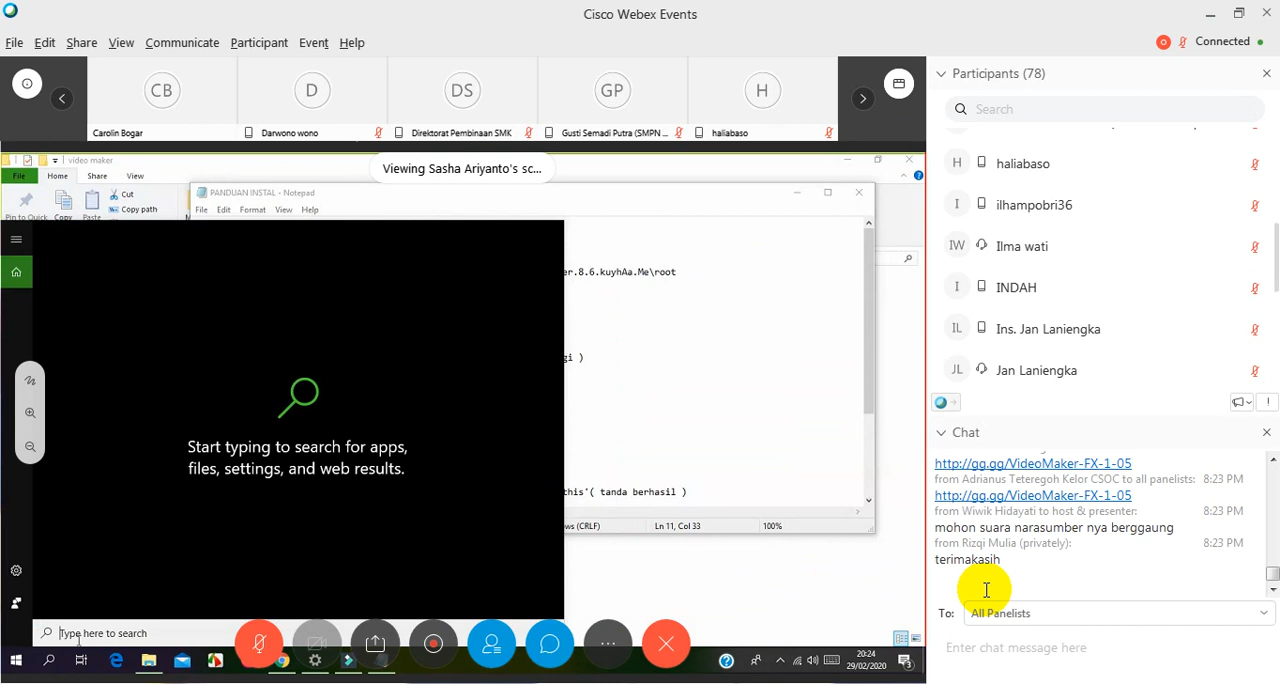 Cisco Webex Events
File Edit Share View Communicate Participant Event Help
Connected
CB
D
DS
GP
H
Carolin Bogar
Darwono wono
Direktorat Pembinaan SMK
Gusti Semadi Putra (SMPN ...
haliabaso
video maker
Viewing Sasha Ariyanto's sc...
File Home Share View
Cut
Copy path
Pin to Quick Copy Paste
PANDUAN INSTAL - Notepad
File Edit Format View Help
er.8.6.kuyhAa.Me\root
gi )
this'( tanda berhasil )
ws (CRLF) Ln 11, Col 33 100%
Start typing to search for apps,
files, settings, and web results.
Type here to search
20:24
29/02/2020
3
Participants (78)
Search
H haliabaso
I ilhampobri36
IW Ilma wati
I INDAH
IL Ins. Jan Laniengka
JL Jan Laniengka
Chat
http://gg.gg/VideoMaker-FX-1-05
from Adrianus Teteregoh Kelor CSOC to all panelists: 8:23 PM
http://gg.gg/VideoMaker-FX-1-05
from Wiwik Hidayati to host & presenter: 8:23 PM
mohon suara narasumber nya berggaung
from Rizqi Mulia (privately): 8:23 PM
terimakasih
To: All Panelists
Enter chat message here